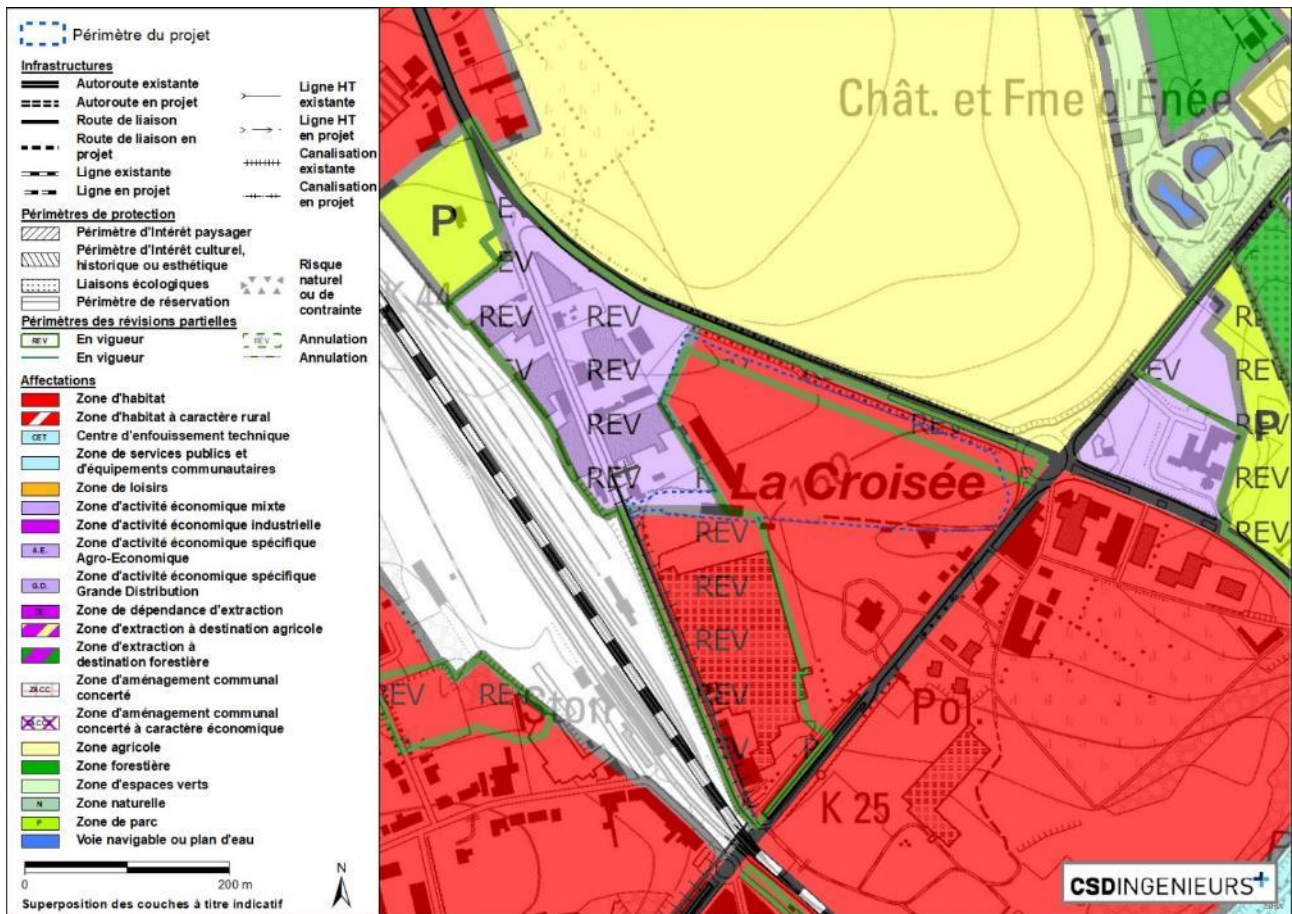 Périmètre du projet
Infrastructures
Autoroute existante
Autoroute en projet
Route de liaison
Route de liaison en
projet
Ligne existante
Ligne en projet
Ligne HT
existante
Ligne HT
en projet
Canalisation
existante
Canalisation
en projet
Périmètres de protection
Périmètre d'Intérêt paysager
Périmètre d'Intérêt culturel,
historique ou esthétique
Liaisons écologiques
Périmètre de réservation
Risque
naturel
ou de
contrainte
Périmètres des révisions partielles
REV En vigueur
En vigueur
REV Annulation
Annulation
Affectations
Zone d'habitat
Zone d'habitat à caractère rural
CET Centre d'enfouissement technique
Zone de services publics et
d'équipements communautaires
Zone de loisirs
Zone d'activité économique mixte
Zone d'activité économique industrielle
A.E. Zone d'activité économique spécifique
Agro-Economique
G.D. Zone d'activité économique spécifique
Grande Distribution
Zone de dépendance d'extraction
Zone d'extraction à destination agricole
Zone d'extraction à
destination forestière
ZACC Zone d'aménagement communal
concerté
Zone d'aménagement communal
concerté à caractère économique
Zone agricole
Zone forestière
Zone d'espaces verts
N Zone naturelle
P Zone de parc
Voie navigable ou plan d'eau
0 200 m
N
Superposition des couches à titre indicatif
Chât. et Fme d'Énée
P
EV
EV
K 44
REV REV
REV
REV
REV
REV
REV
La Croisée
EV
REV
P
REV
REV
REV
REV
REV
REV
REV
REV
Ston
Pol.
K 25
CSDINGENIEURS+